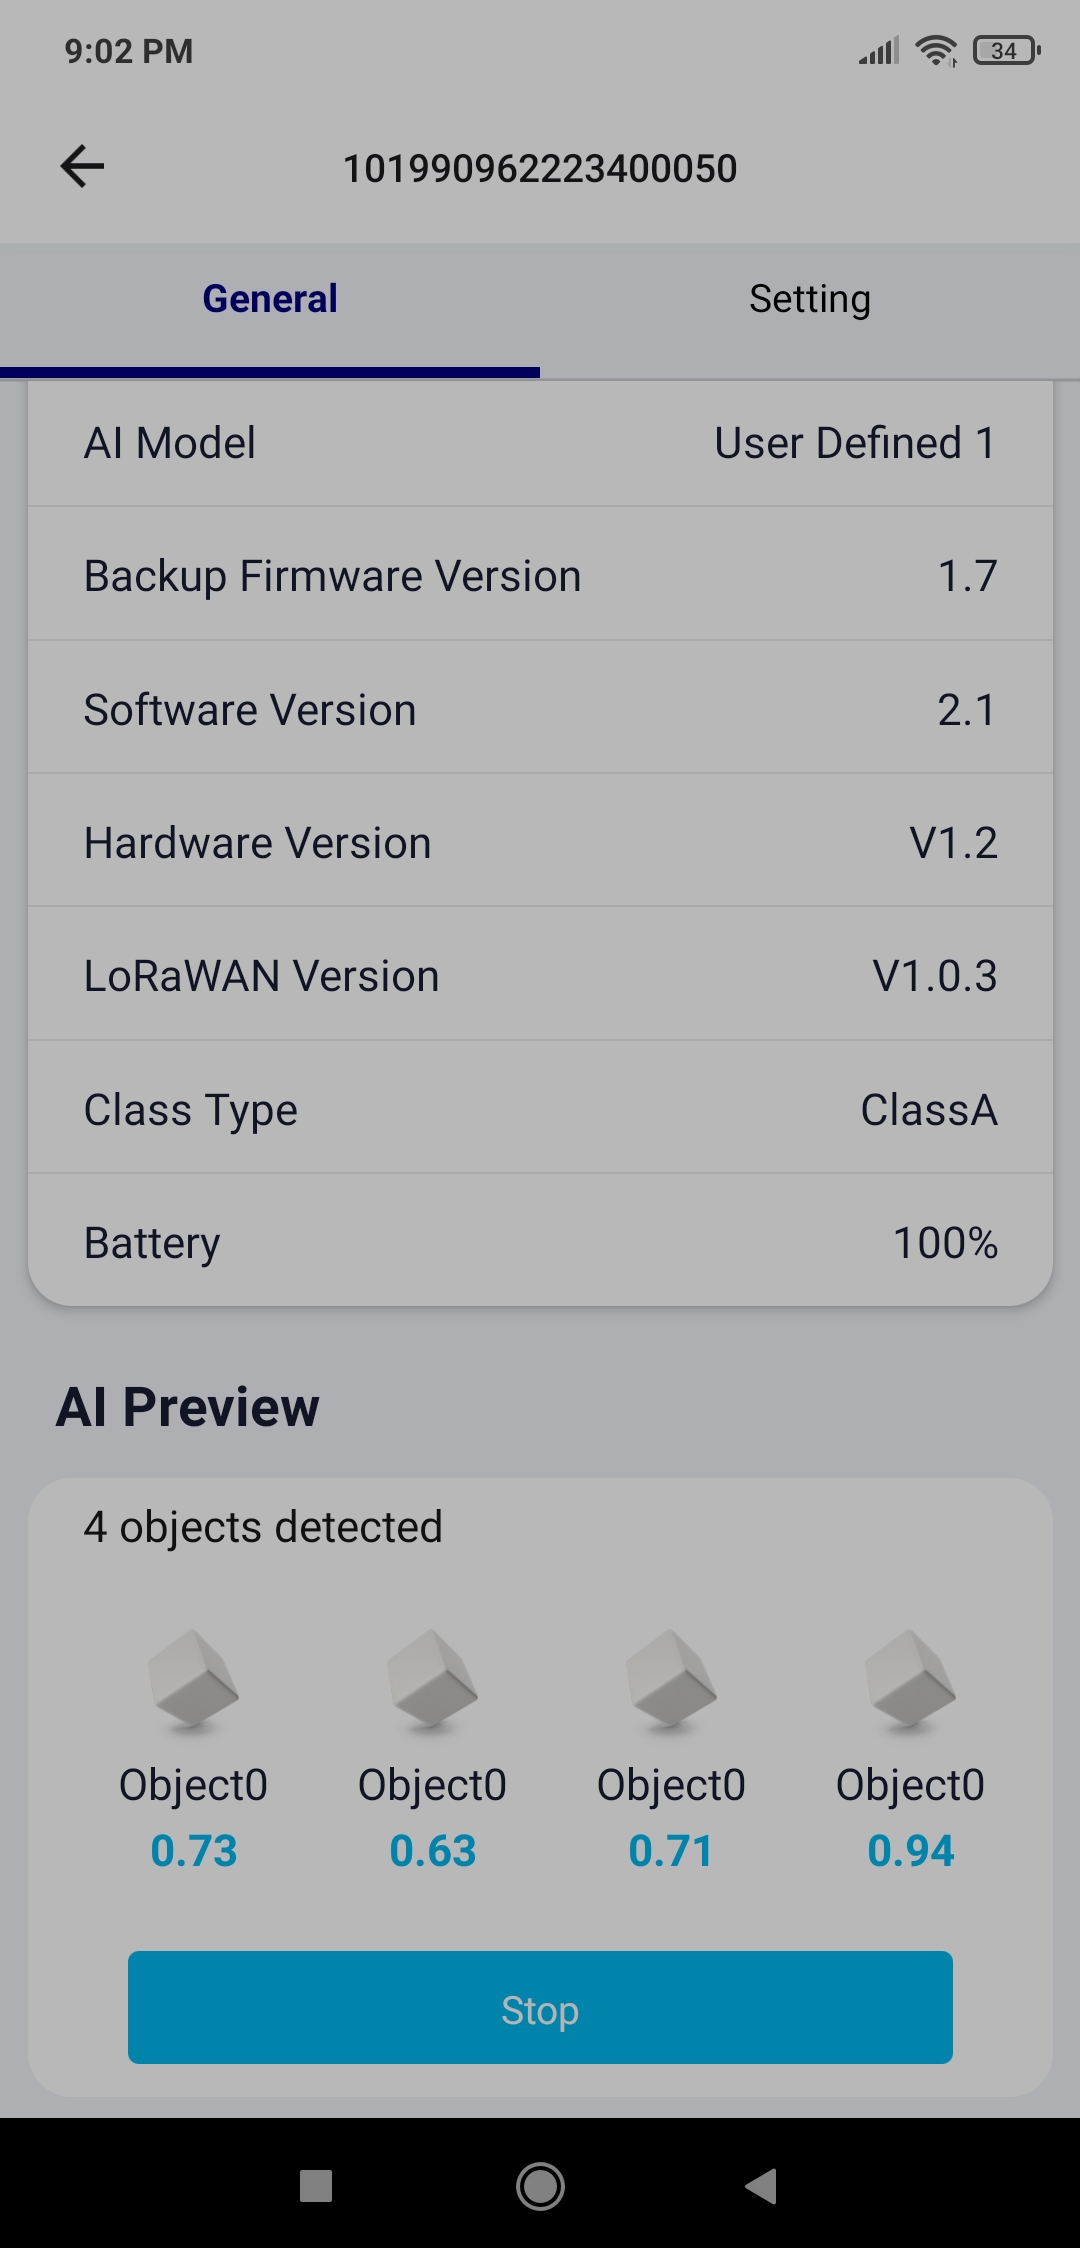 9:02 PM
34
101990962223400050
General Setting
AI Model User Defined 1
Backup Firmware Version 1.7
Software Version 2.1
Hardware Version V1.2
LoRaWAN Version V1.0.3
Class Type ClassA
Battery 100%
AI Preview
4 objects detected
Object0 Object0 Object0 Object0
0.73 0.63 0.71 0.94
Stop